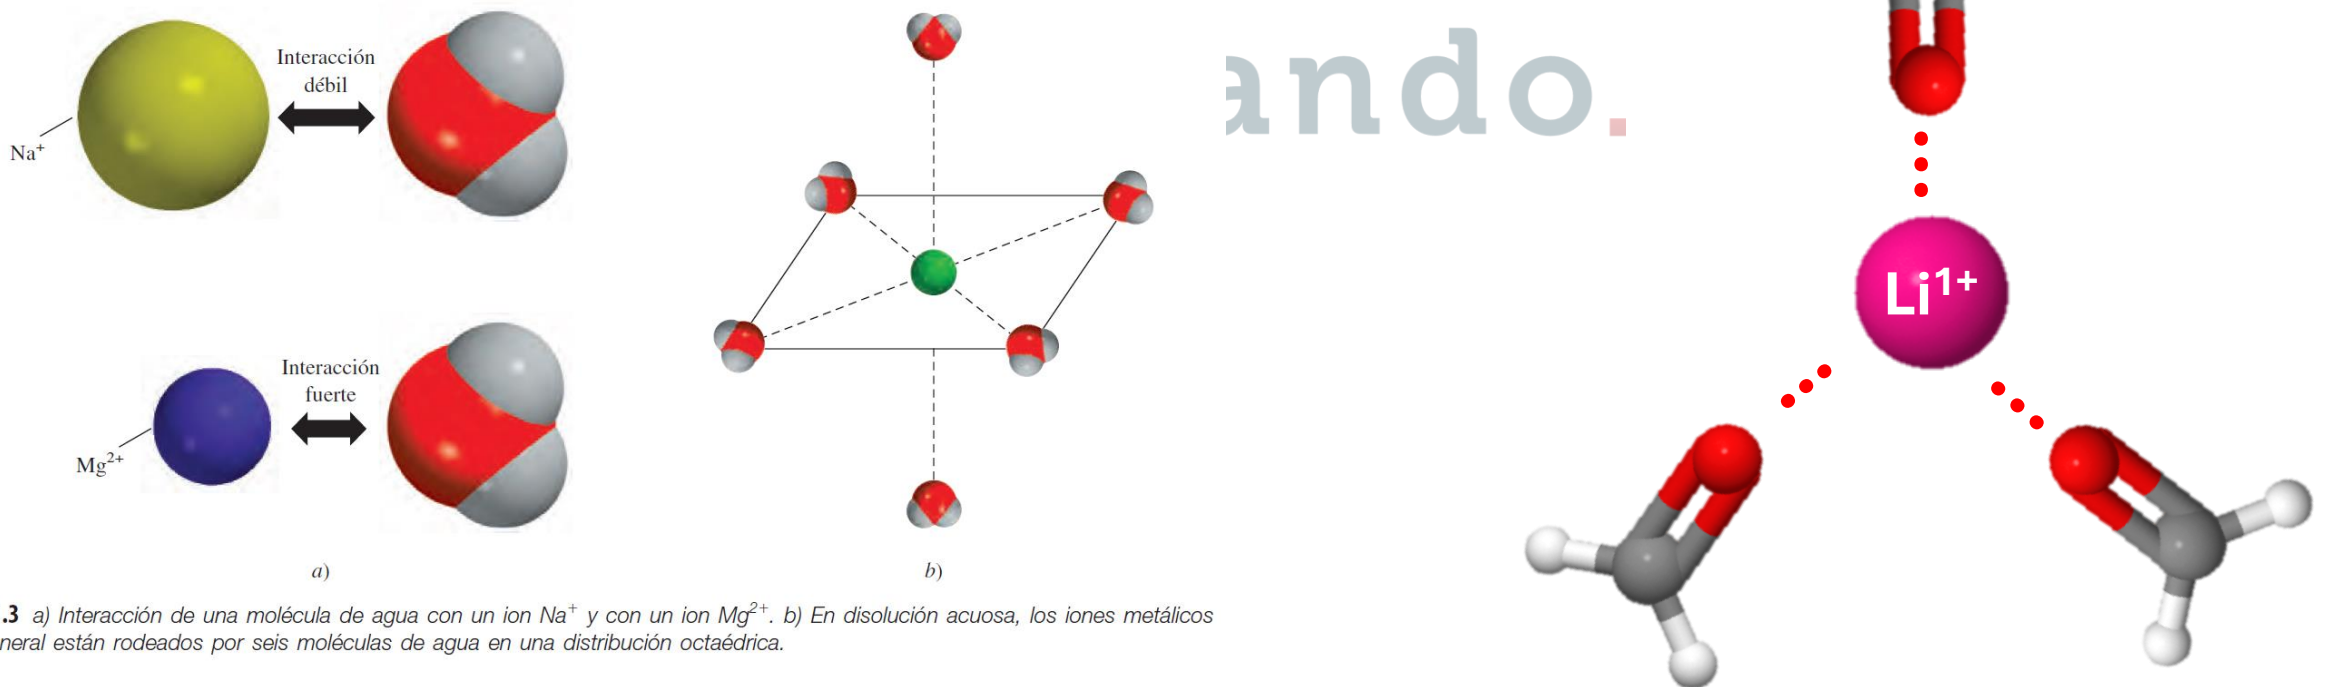 Interacción
débil
Na⁺
Interacción
fuerte
Mg²⁺
a)
b)
.3 a) Interacción de una molécula de agua con un ion Na⁺ y con un ion Mg²⁺. b) En disolución acuosa, los iones metálicos
neral están rodeados por seis moléculas de agua en una distribución octaédrica.
ando.
Li¹⁺